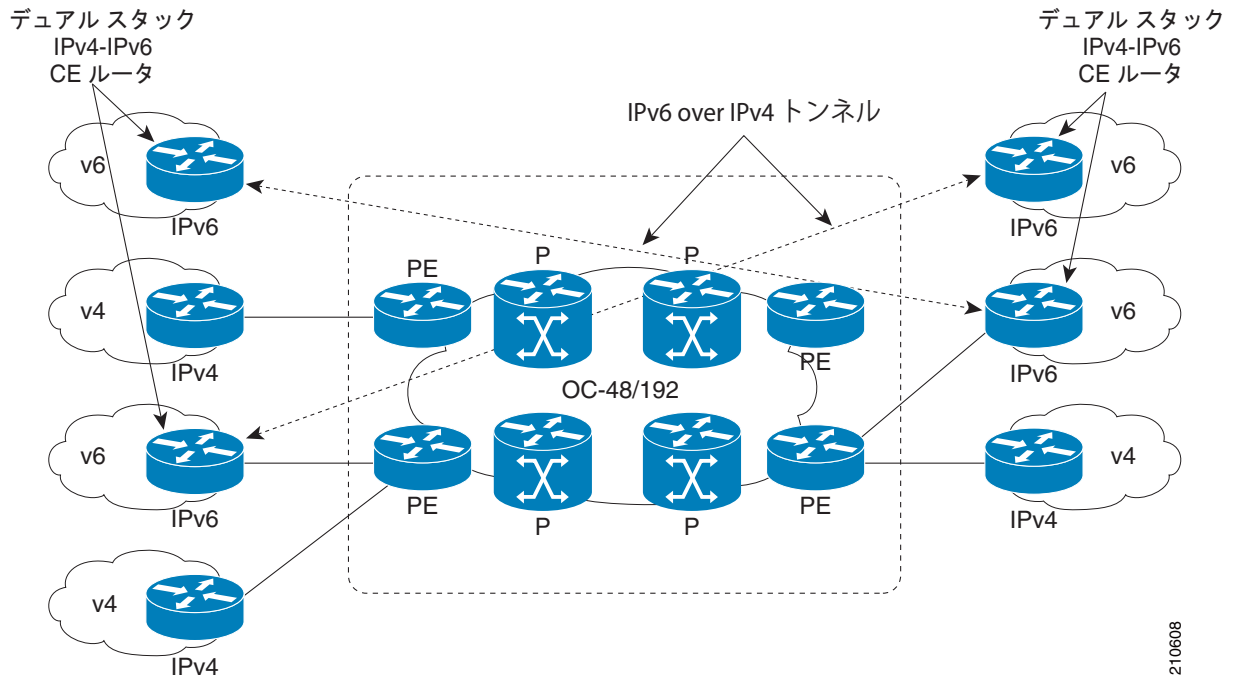 デュアル スタック
IPv4-IPv6
CE ルータ
デュアル スタック
IPv4-IPv6
CE ルータ
IPv6 over IPv4 トンネル
v6
IPv6
v6
IPv6
PE
P
P
v4
IPv4
PE
v6
IPv6
OC-48/192
v6
IPv6
PE
P
P
PE
v4
IPv4
v4
IPv4
210608